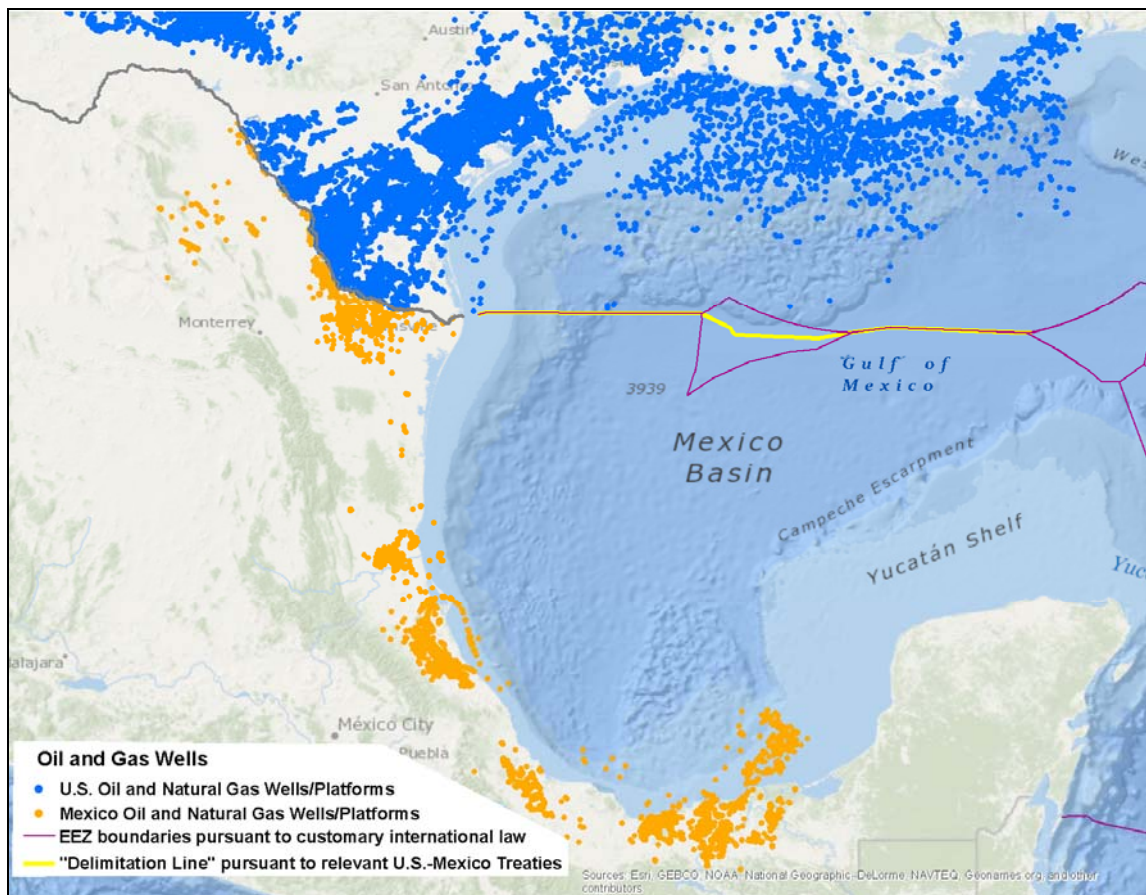 Austin
San Antonio
Wes
Monterrey
Gulf of
Mexico
3939
Mexico
Basin
Campeche Escarpment
Yucatán Shelf
Yuc
alajara
México City
Puebla
Oil and Gas Wells
U.S. Oil and Natural Gas Wells/Platforms
Mexico Oil and Natural Gas Wells/Platforms
EEZ boundaries pursuant to customary international law
"Delimitation Line" pursuant to relevant U.S.-Mexico Treaties
Sources: Esri, GEBCO, NOAA, National Geographic, DeLorme, NAVTEQ, Geonames.org, and other
contributors